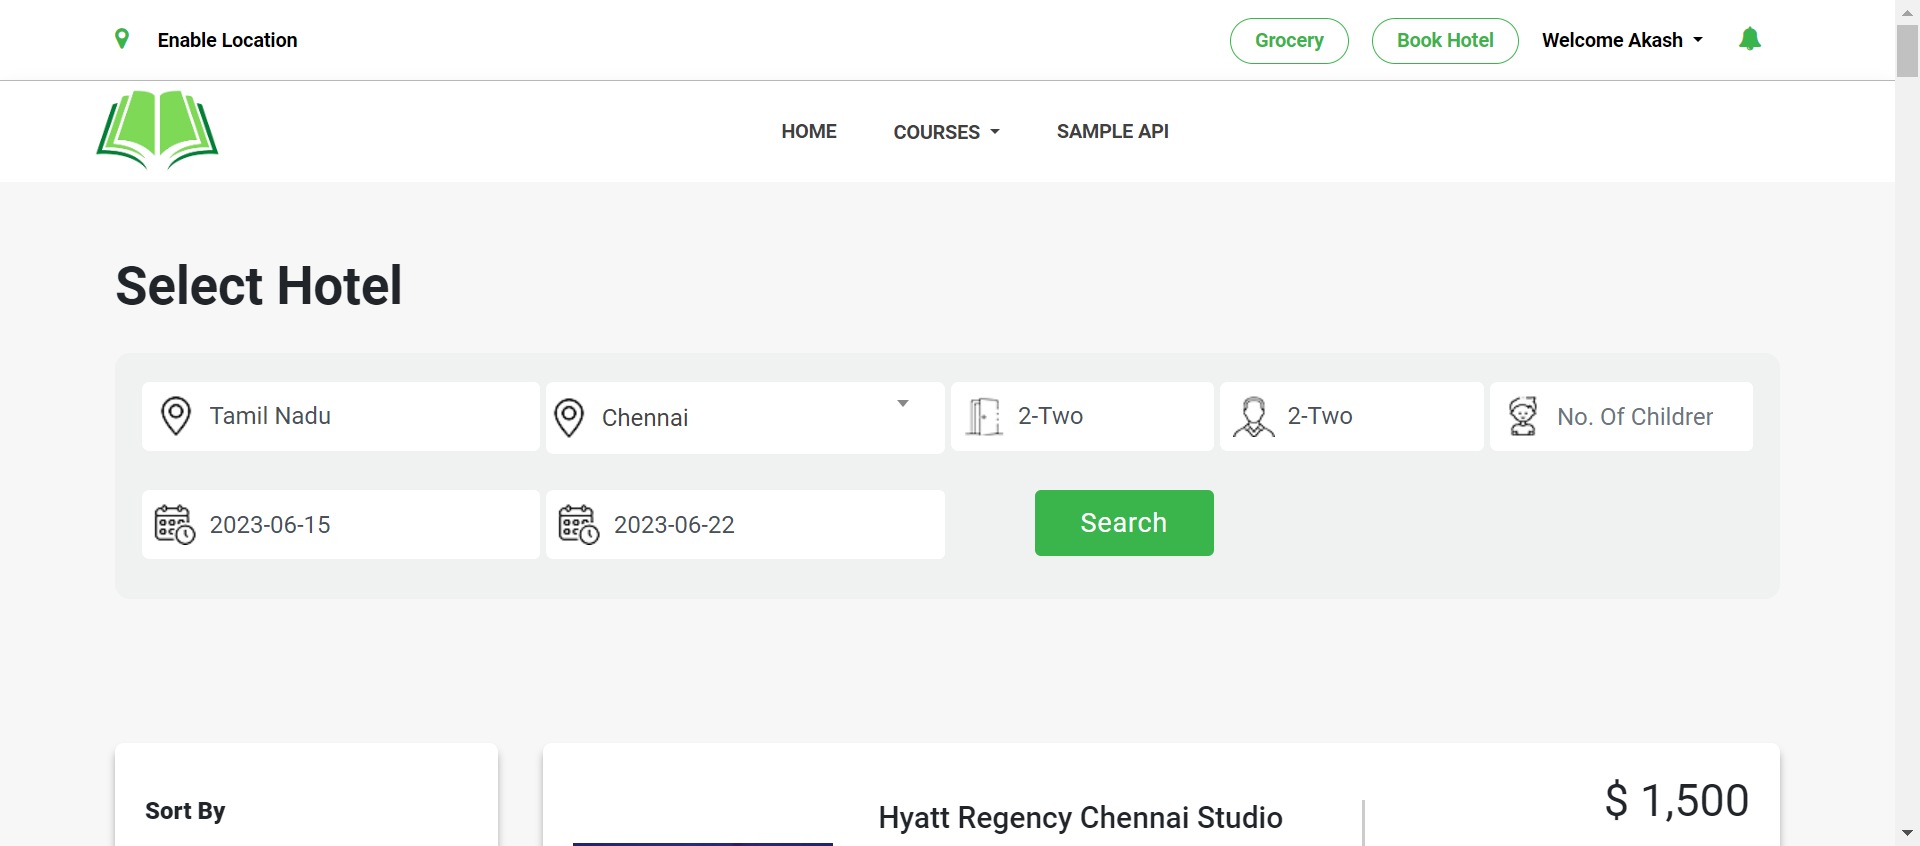 Enable Location
Grocery
Book Hotel
Welcome Akash
HOME
COURSES
SAMPLE API
Select Hotel
Tamil Nadu
Chennai
2-Two
2-Two
No. Of Childrer
2023-06-15
2023-06-22
Search
Sort By
Hyatt Regency Chennai Studio
$ 1,500